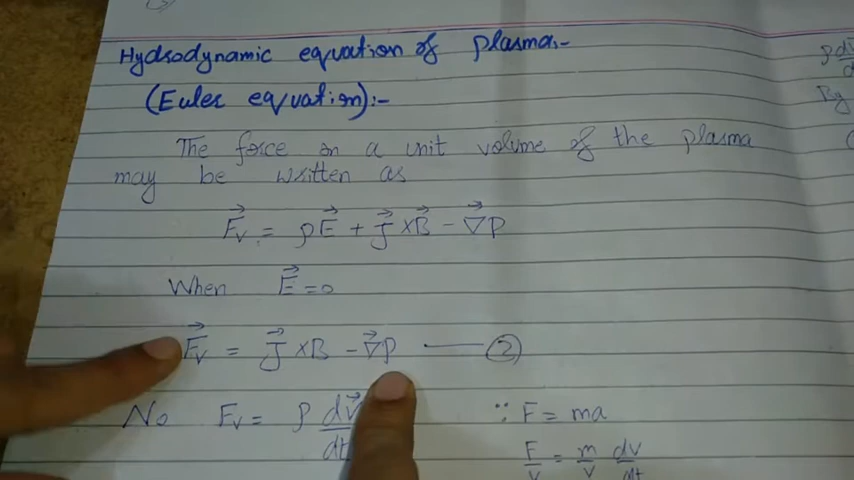 Hydrodynamic equation of plasma:-
(Euler equation):-
The force on a unit volume of the plasma
may be written as
F⃗v = ρE⃗ + J⃗ × B⃗ - ∇⃗P
When E⃗ = 0
F⃗v = J⃗ × B - ∇⃗P —— ②
No Fv = ρ dv⃗/dt ∵ F = ma
F/V = m/V dv/dt
ρ dv⃗